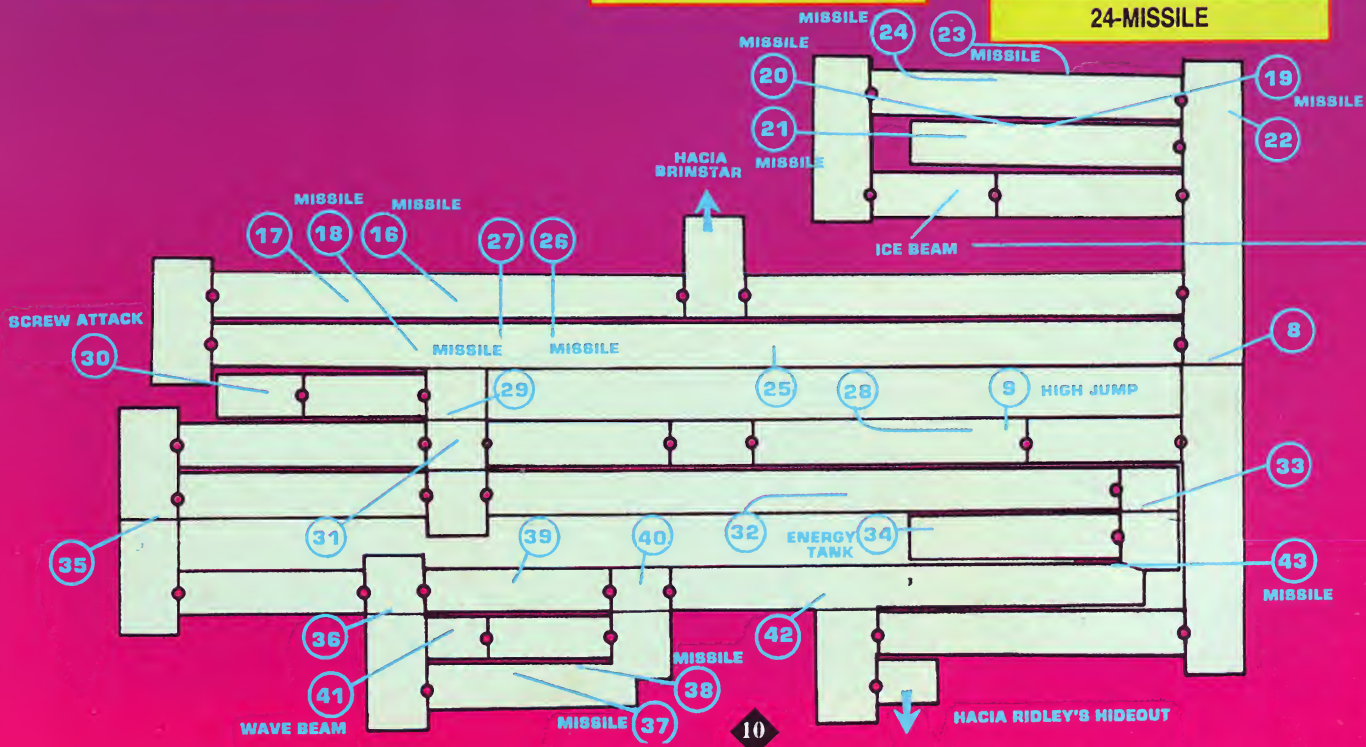 24-MISSILE
MISSILE
24
23
MISSILE
MISSILE
20
19
MISSILE
21
MISSILE
22
HACIA
BRINSTAR
ICE BEAM
MISSILE
MISSILE
17
18
16
27
26
SCREW ATTACK
30
MISSILE
MISSILE
8
29
25
28
9
HIGH JUMP
33
31
39
40
32
ENERGY
TANK
34
35
43
MISSILE
36
42
41
MISSILE
38
WAVE BEAM
MISSILE
37
10
HACIA RIDLEY'S HIDEOUT